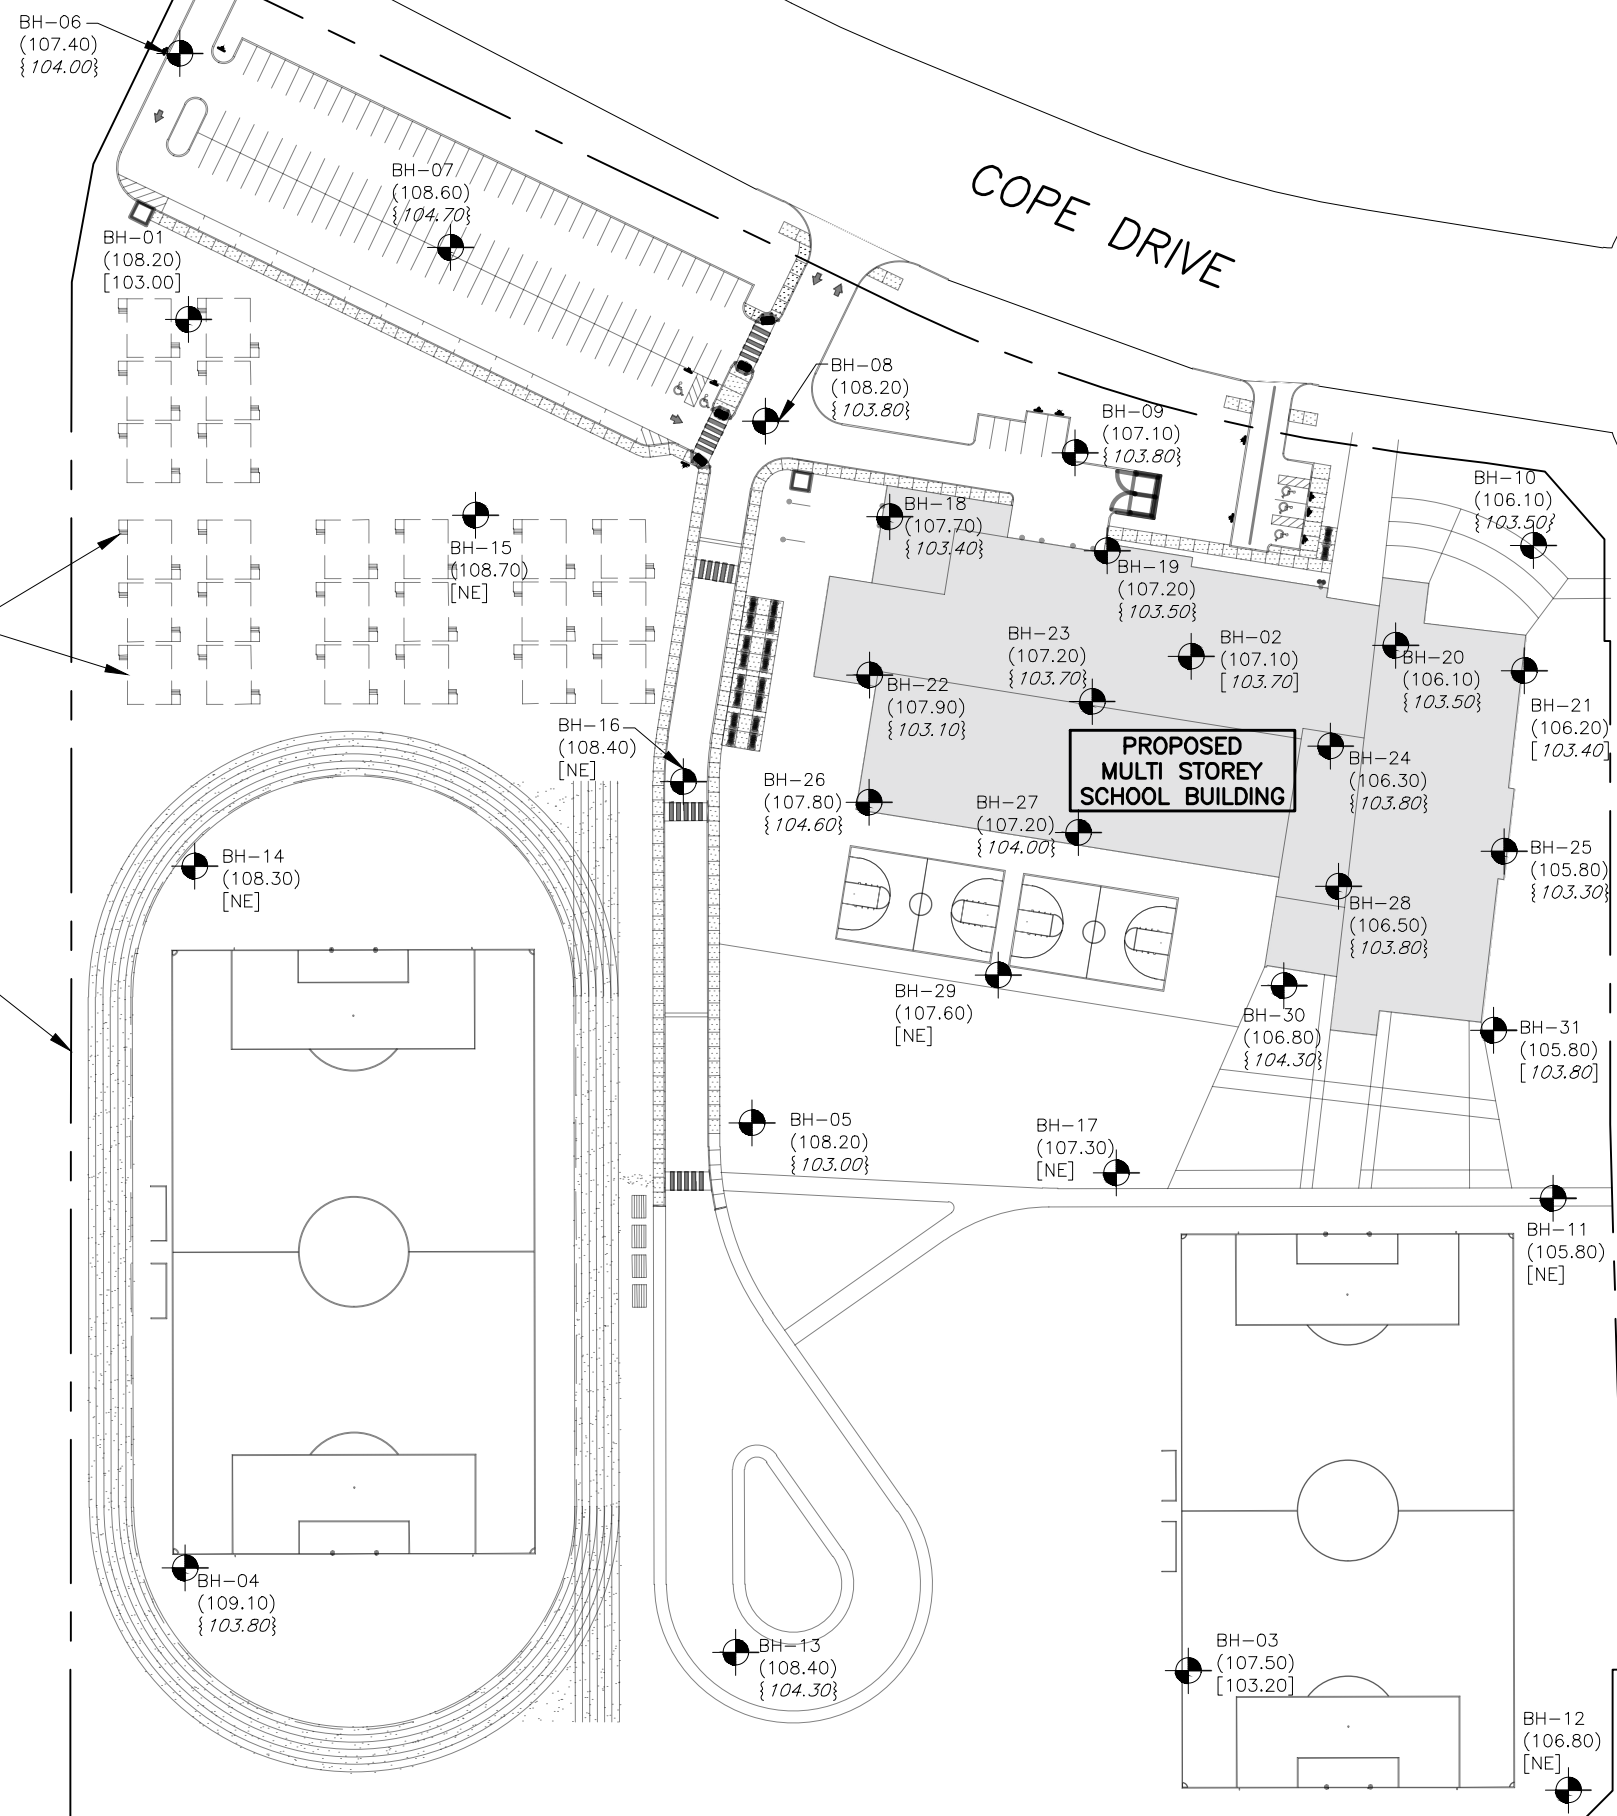 BH-06
(107.40)
{104.00}
COPE DRIVE
BH-07
(108.60)
{104.70}
BH-01
(108.20)
[103.00]
BH-08
(108.20)
{103.80}
BH-09
(107.10)
{103.80}
BH-10
(106.10)
{103.50}
BH-18
(107.70)
{103.40}
BH-15
(108.70)
[NE]
BH-19
(107.20)
{103.50}
BH-23
(107.20)
{103.70}
BH-02
(107.10)
[103.70]
BH-20
(106.10)
{103.50}
BH-22
(107.90)
{103.10}
BH-21
(106.20)
[103.40]
BH-16
(108.40)
[NE]
PROPOSED
MULTI STOREY
SCHOOL BUILDING
BH-24
(106.30)
{103.80}
BH-26
(107.80)
{104.60}
BH-27
(107.20)
{104.00}
BH-25
(105.80)
{103.30}
BH-14
(108.30)
[NE]
BH-28
(106.50)
{103.80}
BH-29
(107.60)
[NE]
BH-30
(106.80)
{104.30}
BH-31
(105.80)
[103.80]
BH-05
(108.20)
{103.00}
BH-17
(107.30)
[NE]
BH-11
(105.80)
[NE]
BH-04
(109.10)
{103.80}
BH-13
(108.40)
{104.30}
BH-03
(107.50)
[103.20]
BH-12
(106.80)
[NE]